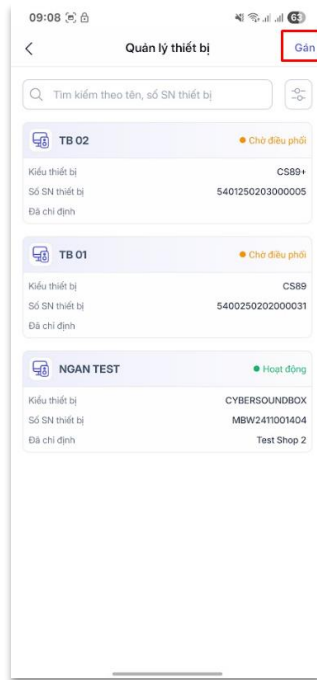 09:08
63
Quản lý thiết bị
Gán
Tìm kiếm theo tên, số SN thiết bị
TB 02
Chờ điều phối
Kiểu thiết bị
CS89+
Số SN thiết bị
5401250203000005
Đã chỉ định
TB 01
Chờ điều phối
Kiểu thiết bị
CS89
Số SN thiết bị
5400250202000031
Đã chỉ định
NGAN TEST
Hoạt động
Kiểu thiết bị
CYBERSOUNDBOX
Số SN thiết bị
MBW2411001404
Đã chỉ định
Test Shop 2